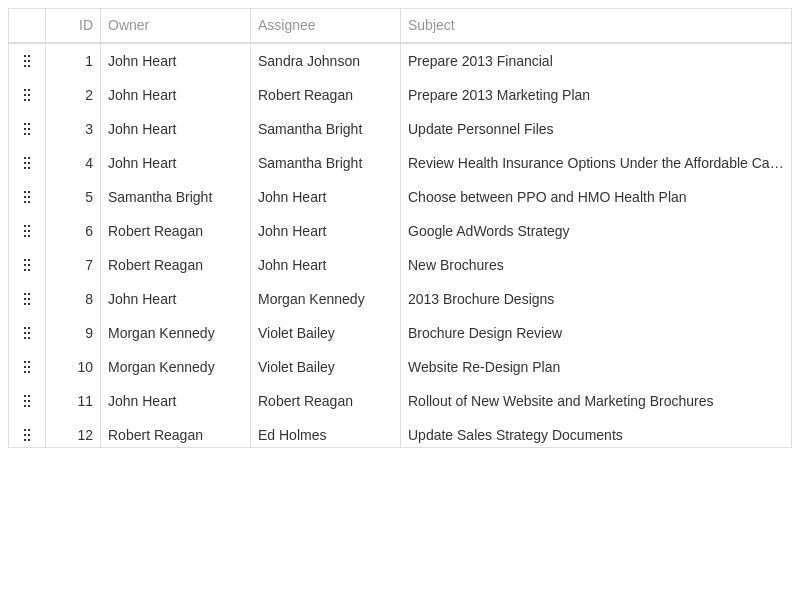 ID Owner Assignee Subject
1 John Heart Sandra Johnson Prepare 2013 Financial
2 John Heart Robert Reagan Prepare 2013 Marketing Plan
3 John Heart Samantha Bright Update Personnel Files
4 John Heart Samantha Bright Review Health Insurance Options Under the Affordable Ca…
5 Samantha Bright John Heart Choose between PPO and HMO Health Plan
6 Robert Reagan John Heart Google AdWords Strategy
7 Robert Reagan John Heart New Brochures
8 John Heart Morgan Kennedy 2013 Brochure Designs
9 Morgan Kennedy Violet Bailey Brochure Design Review
10 Morgan Kennedy Violet Bailey Website Re-Design Plan
11 John Heart Robert Reagan Rollout of New Website and Marketing Brochures
12 Robert Reagan Ed Holmes Update Sales Strategy Documents